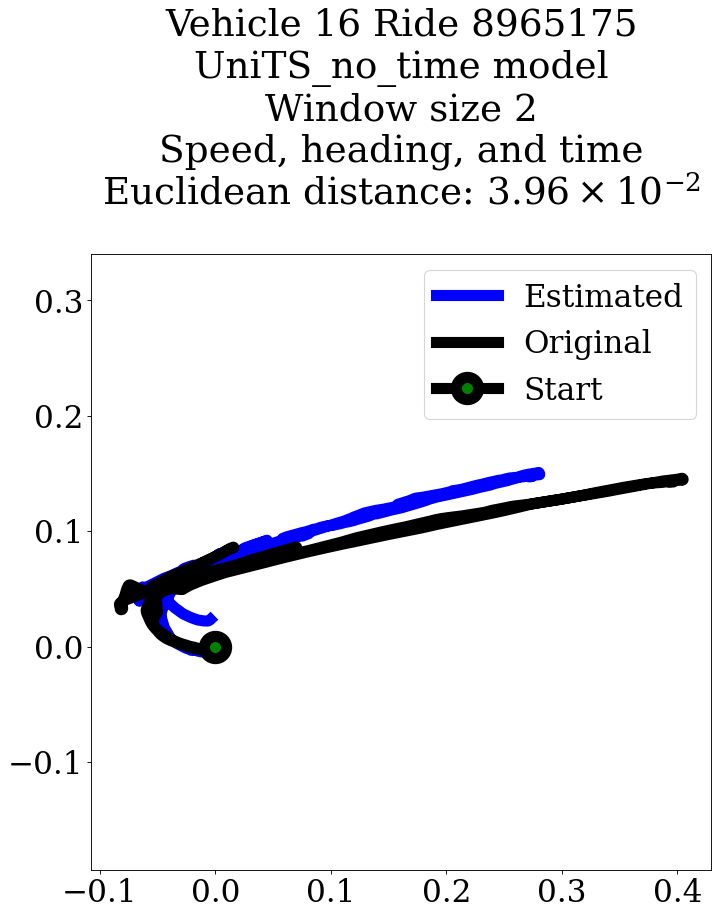 Vehicle 16 Ride 8965175
UniTS_no_time model
Window size 2
Speed, heading, and time
Euclidean distance: 3.96 × 10⁻²
Estimated
Original
Start
0.3
0.2
0.1
0.0
−0.1
−0.1 0.0 0.1 0.2 0.3 0.4